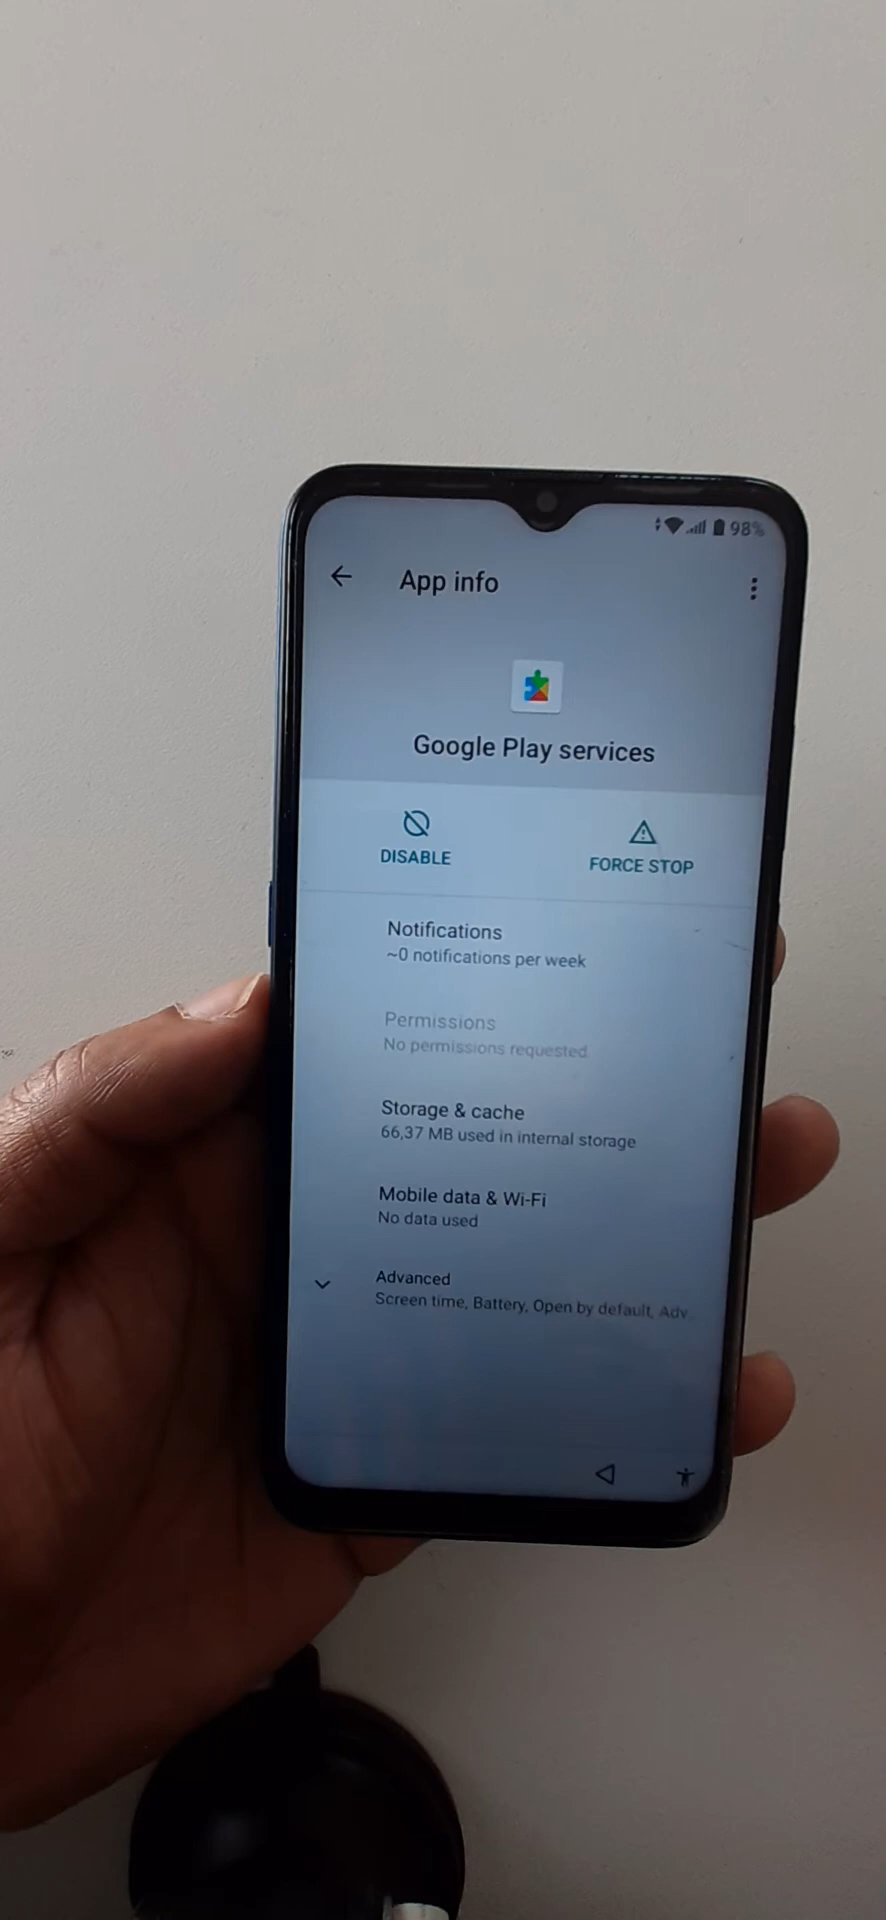 98%
App info
Google Play services
DISABLE
FORCE STOP
Notifications
~0 notifications per week
Permissions
No permissions requested
Storage & cache
66,37 MB used in internal storage
Mobile data & Wi-Fi
No data used
Advanced
Screen time, Battery, Open by default, Adv..